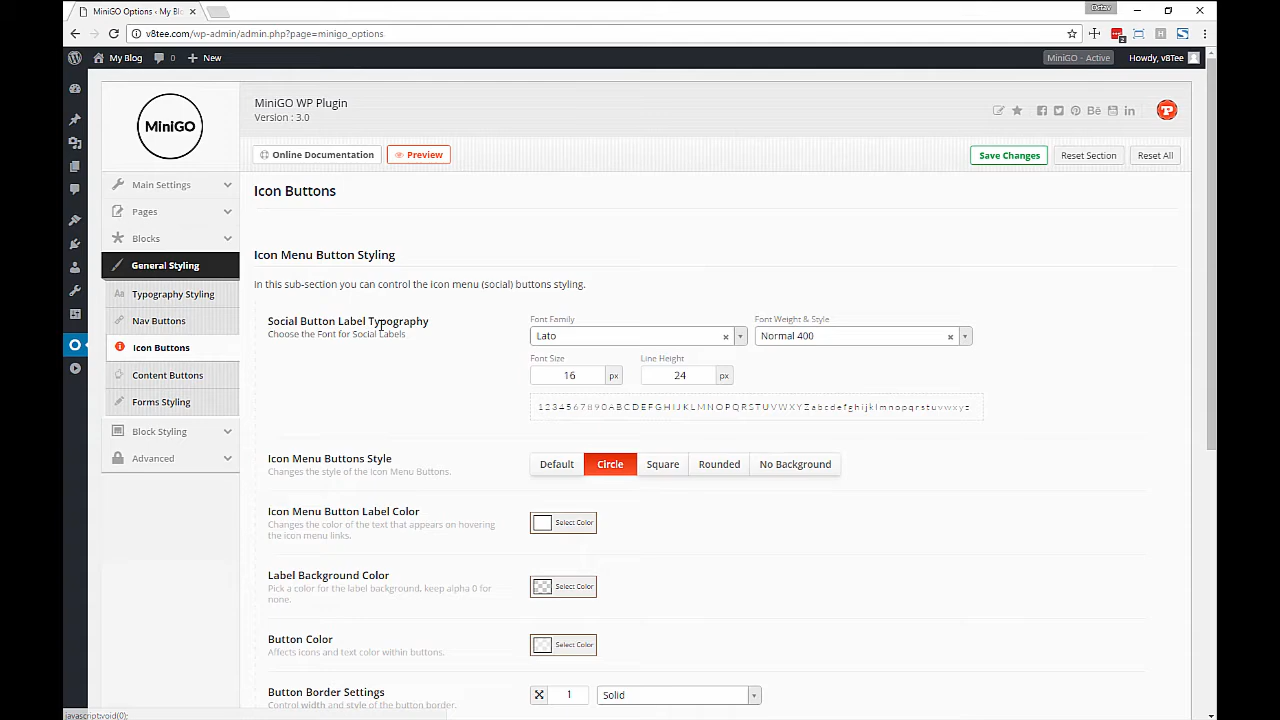 MiniGO Options ‹ My Bl
Octav
v8tee.com/wp-admin/admin.php?page=minigo_options
My Blog 0 New
MiniGO - Active
Howdy, v8Tee
MiniGO
MiniGO WP Plugin
Version : 3.0
Online Documentation
Preview
Save Changes
Reset Section
Reset All
Main Settings
Pages
Blocks
General Styling
Typography Styling
Nav Buttons
Icon Buttons
Content Buttons
Forms Styling
Block Styling
Advanced
Icon Buttons
Icon Menu Button Styling
In this sub-section you can control the icon menu (social) buttons styling.
Social Button Label Typography
Choose the Font for Social Labels
Font Family
Font Weight & Style
Lato
Normal 400
Font Size
Line Height
16 px
24 px
1234567890ABCDEFGHIJKLMNOPQRSTUVWXYZabcdefghijklmnopqrstuvwxyz
Icon Menu Buttons Style
Changes the style of the Icon Menu Buttons.
Default Circle Square Rounded No Background
Icon Menu Button Label Color
Changes the color of the text that appears on hovering
the icon menu links.
Select Color
Label Background Color
Pick a color for the label background, keep alpha 0 for
none.
Select Color
Button Color
Affects icons and text color within buttons.
Select Color
Button Border Settings
Control width and style of the button border.
1 Solid
javascript:void(0);